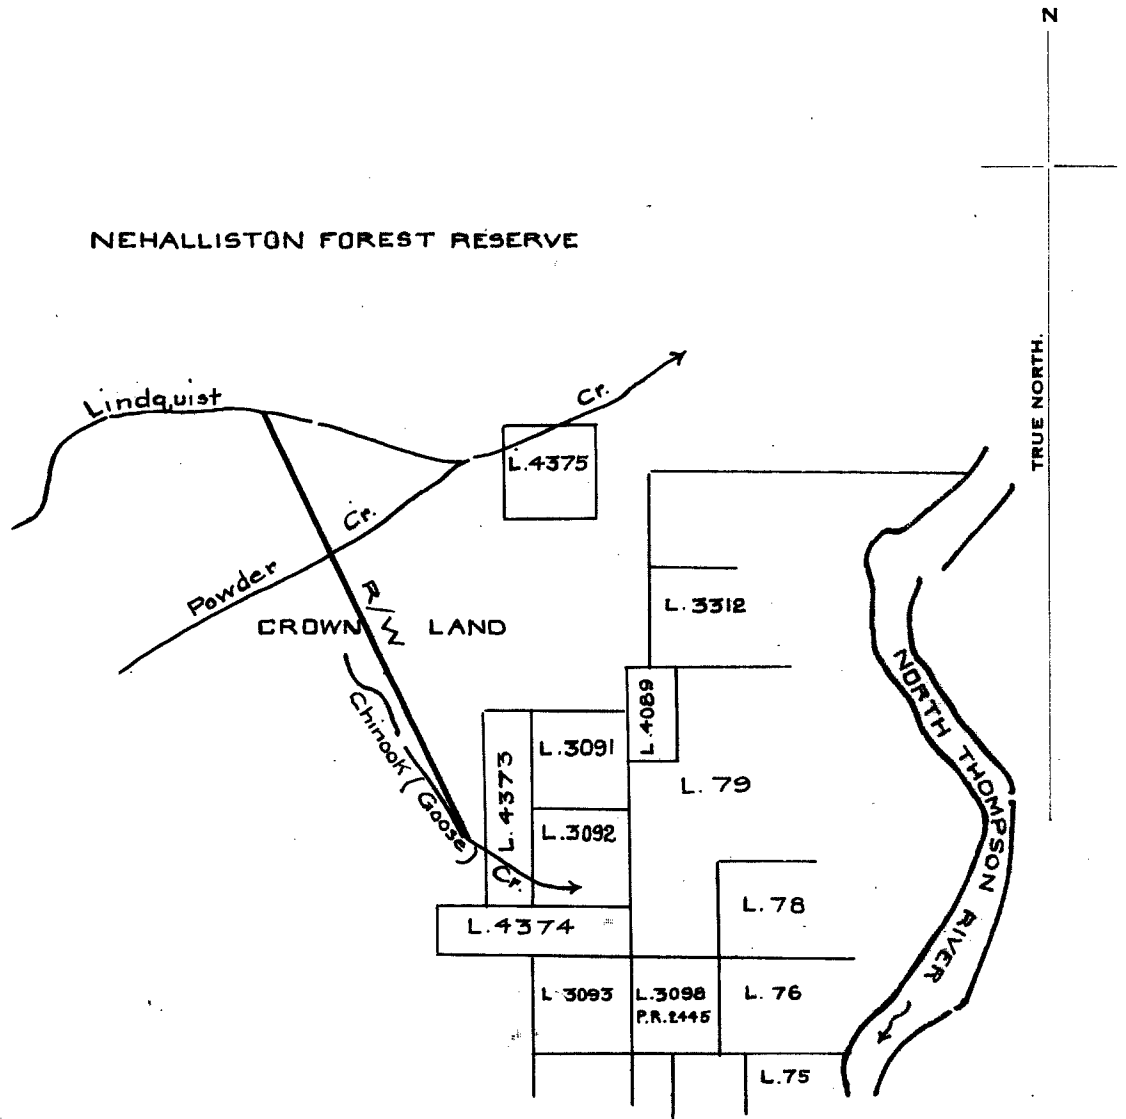 N
TRUE NORTH.
NEHALLISTON FOREST RESERVE
Lindquist Cr.
L.4375
Powder Cr.
R/W
CROWN LAND
L.3312
L.4089
Chinook (Goose) Cr.
L.4373
L.3091
L.79
L.3092
L.78
L.4374
L.3093
L.3098
P.R.2445
L.76
L.75
NORTH THOMPSON RIVER